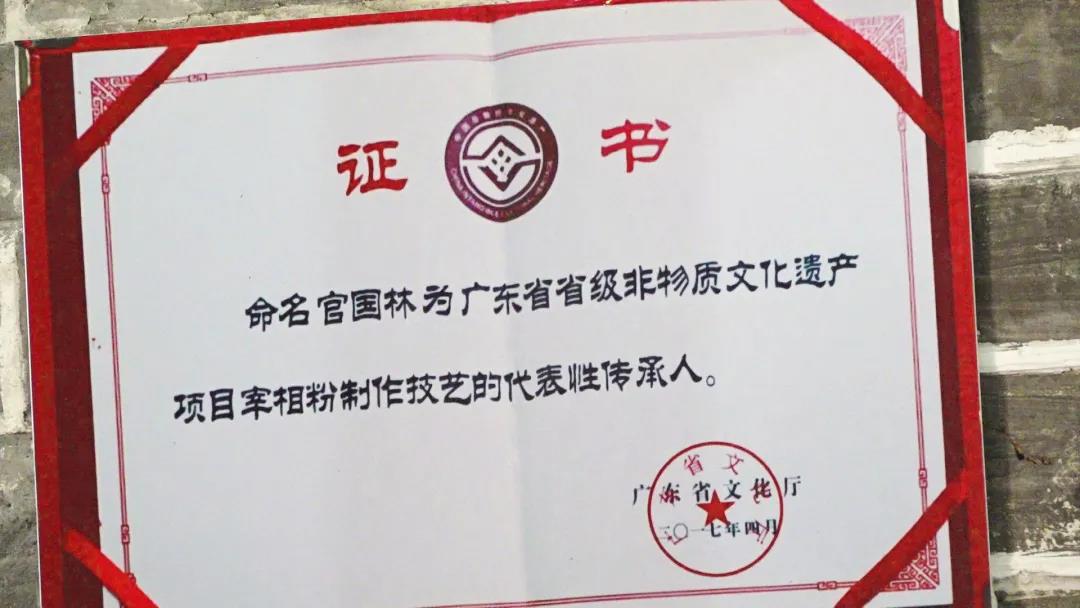 证 书
命名官国林为广东省省级非物质文化遗产
项目宰相粉制作技艺的代表性传承人。
广东省文化厅
二〇一七年四月